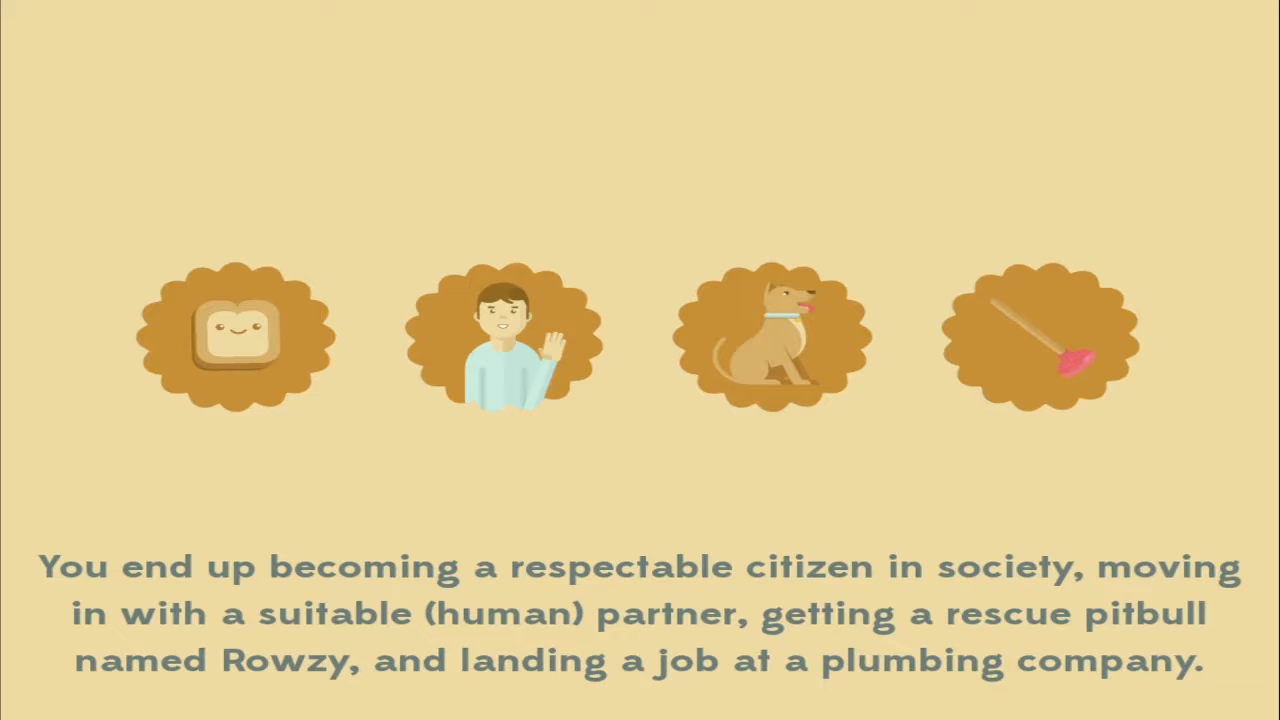 You end up becoming a respectable citizen in society, moving
in with a suitable (human) partner, getting a rescue pitbull
named Rowzy, and landing a job at a plumbing company.